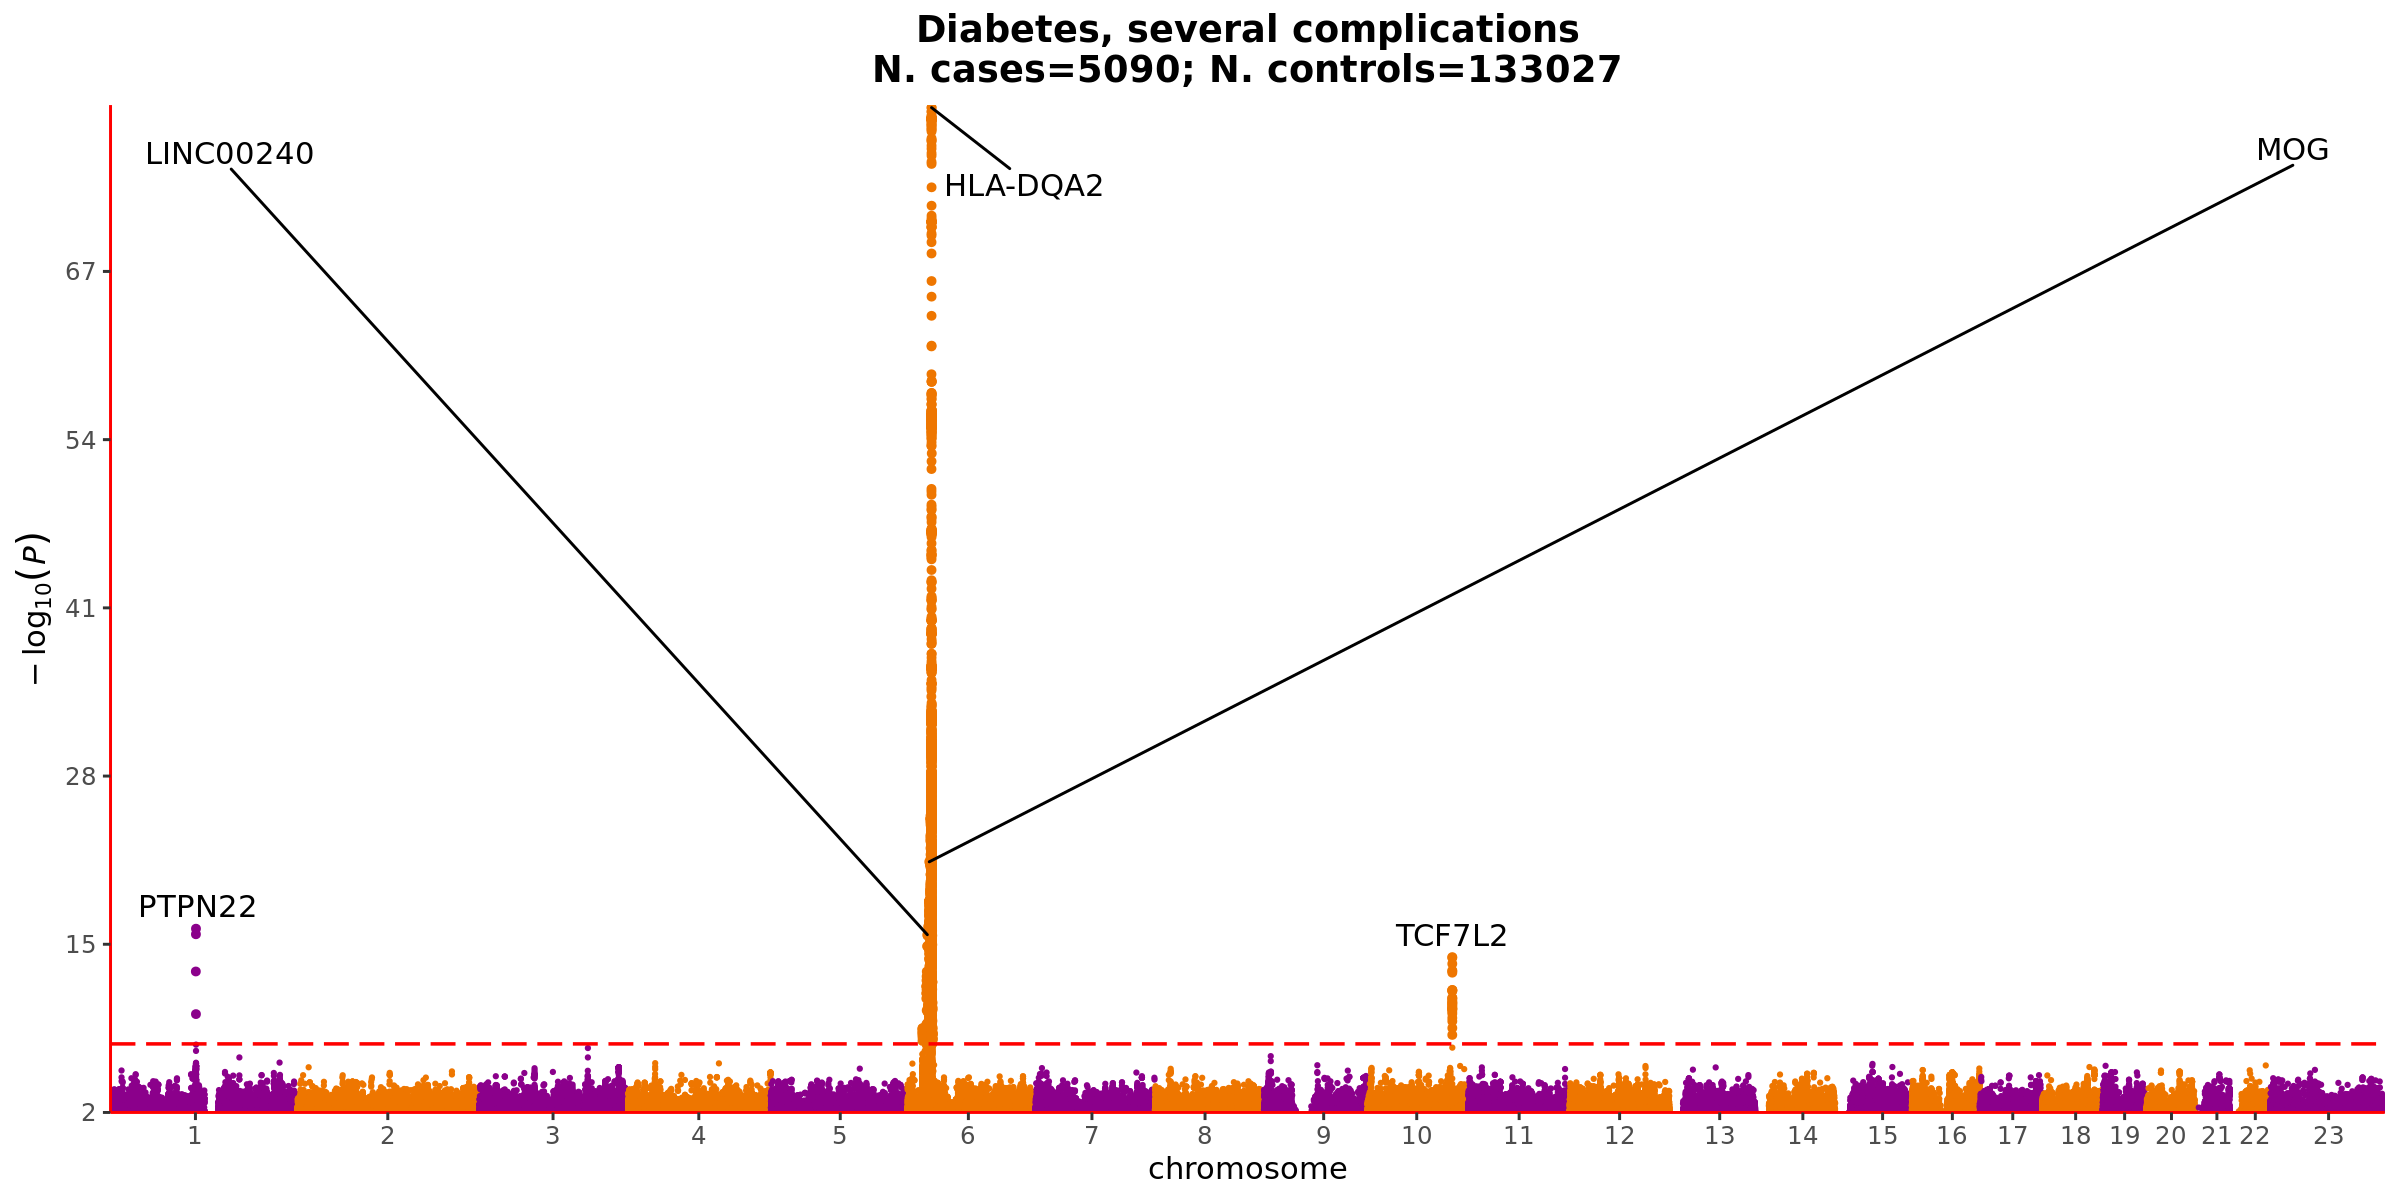 Diabetes, several complications
N. cases=5090; N. controls=133027
LINC00240
MOG
HLA-DQA2
PTPN22
TCF7L2
−log10(P)
67
54
41
28
15
2
1 2 3 4 5 6 7 8 9 10 11 12 13 14 15 16 17 18 19 20 21 22 23
chromosome